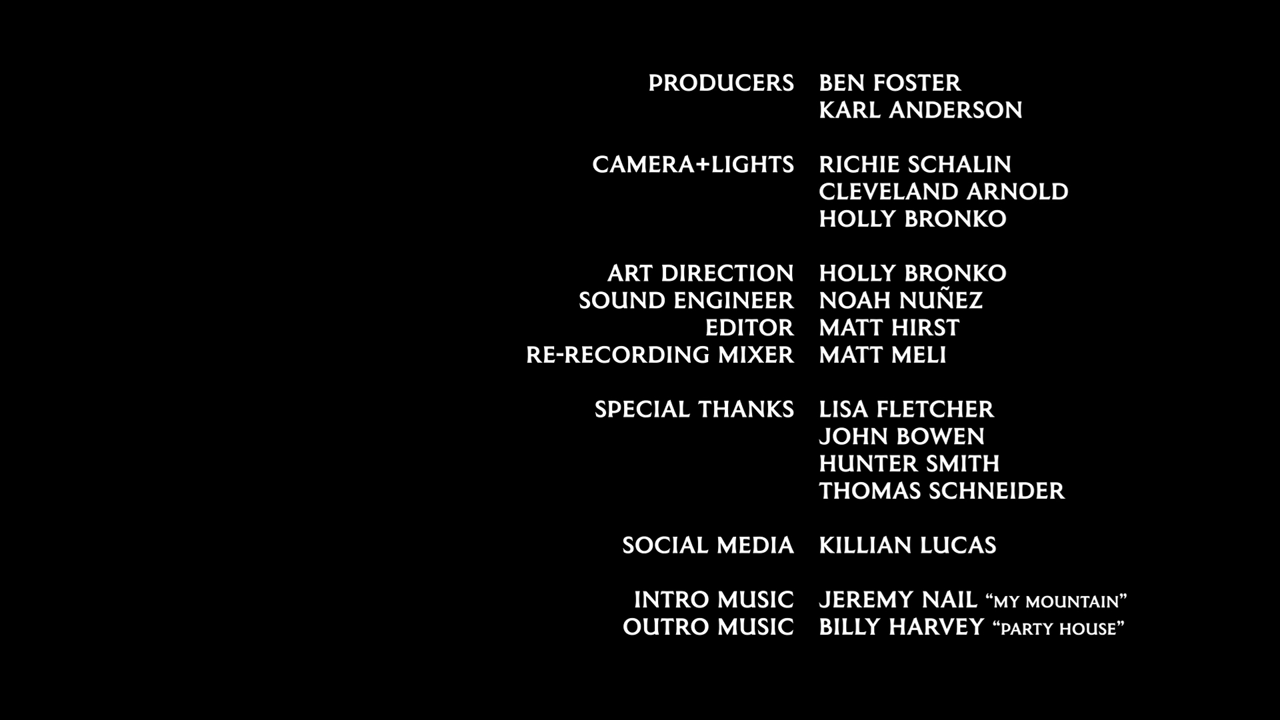 PRODUCERS BEN FOSTER
KARL ANDERSON
CAMERA+LIGHTS RICHIE SCHALIN
CLEVELAND ARNOLD
HOLLY BRONKO
ART DIRECTION HOLLY BRONKO
SOUND ENGINEER NOAH NUÑEZ
EDITOR MATT HIRST
RE-RECORDING MIXER MATT MELI
SPECIAL THANKS LISA FLETCHER
JOHN BOWEN
HUNTER SMITH
THOMAS SCHNEIDER
SOCIAL MEDIA KILLIAN LUCAS
INTRO MUSIC JEREMY NAIL “MY MOUNTAIN”
OUTRO MUSIC BILLY HARVEY “PARTY HOUSE”